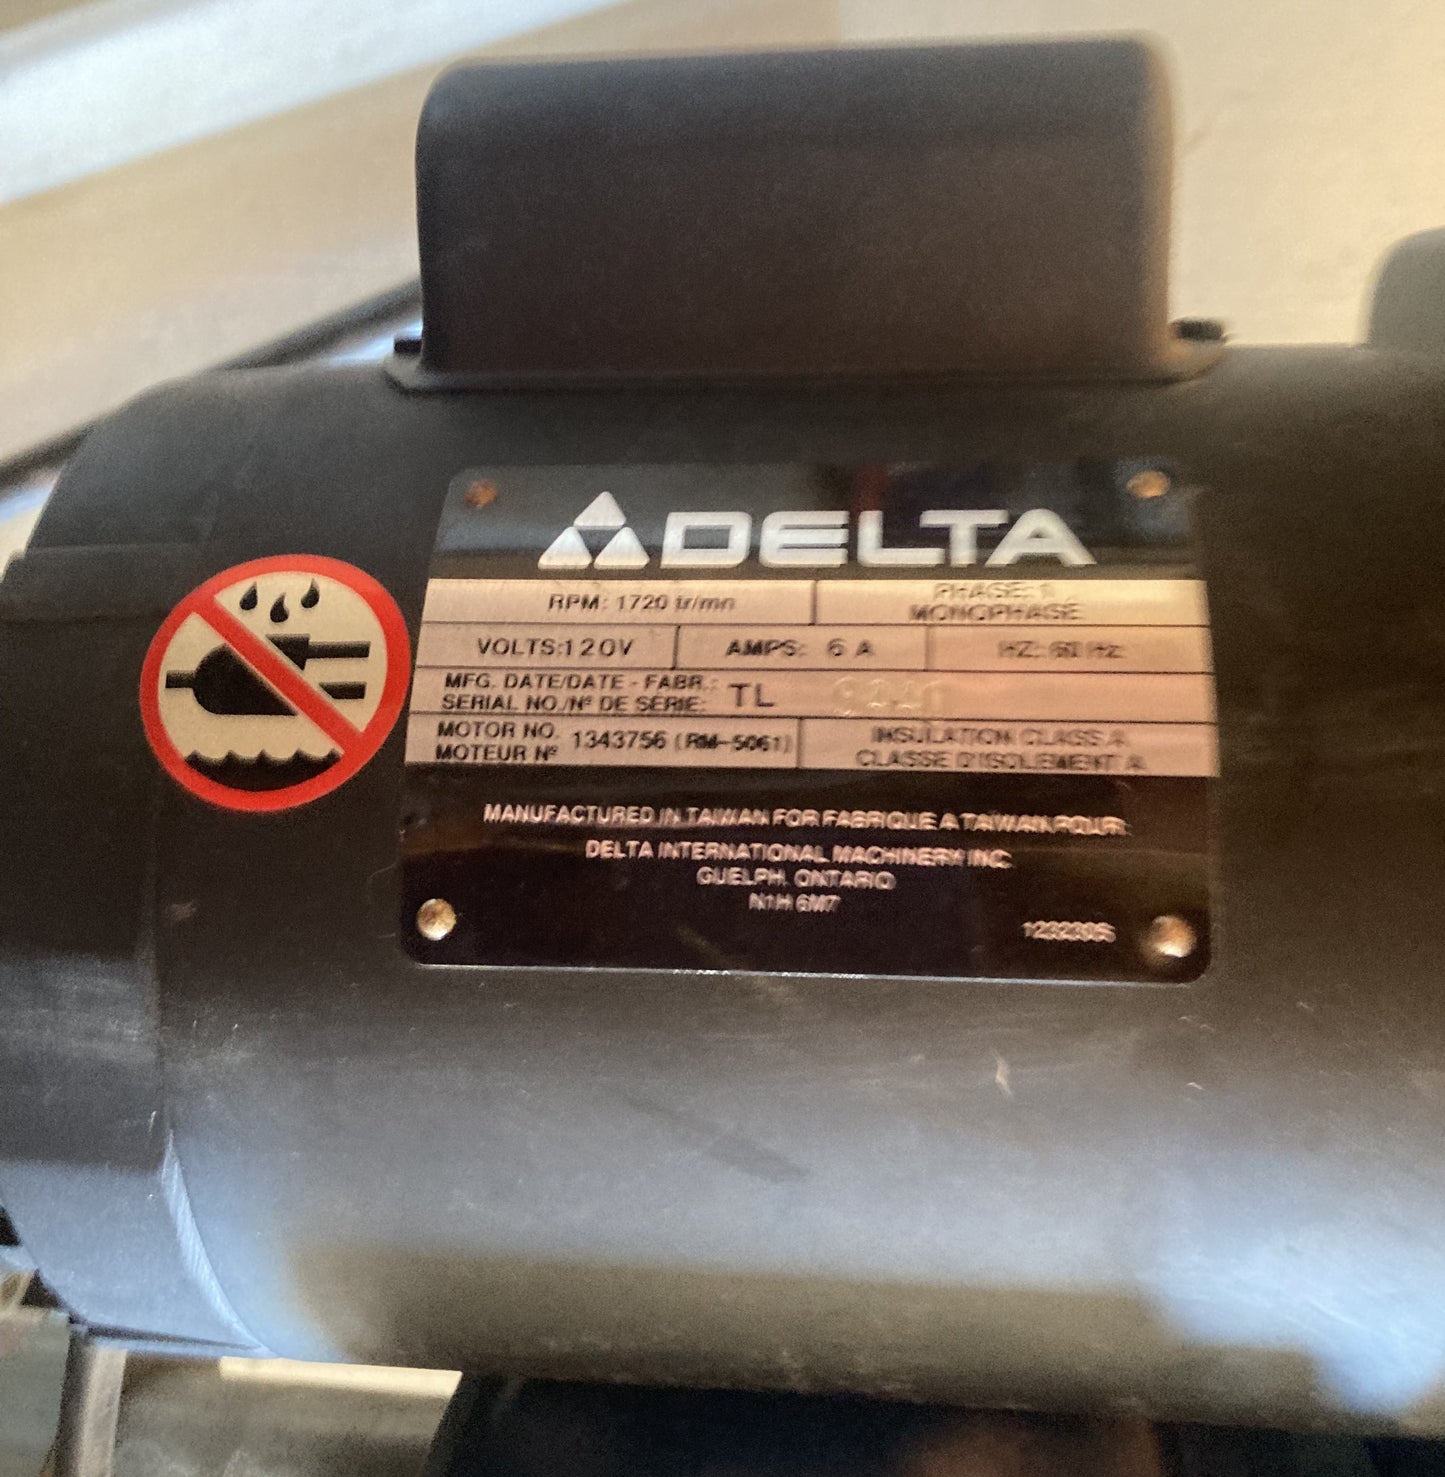 DELTA
RPM: 1720 tr/mn
PHASE: 1
MONOPHASE
VOLTS:120V
AMPS: 6 A
HZ: 60 Hz
MFG. DATE/DATE - FABR.:
SERIAL NO./Nº DE SÉRIE: TL
MOTOR NO.
MOTEUR Nº 1343756 (RM-5061)
INSULATION CLASS A
CLASSE D'ISOLEMENT A
MANUFACTURED IN TAIWAN FOR FABRIQUE A TAIWAN POUR:
DELTA INTERNATIONAL MACHINERY INC.
GUELPH, ONTARIO
N1H 6M7